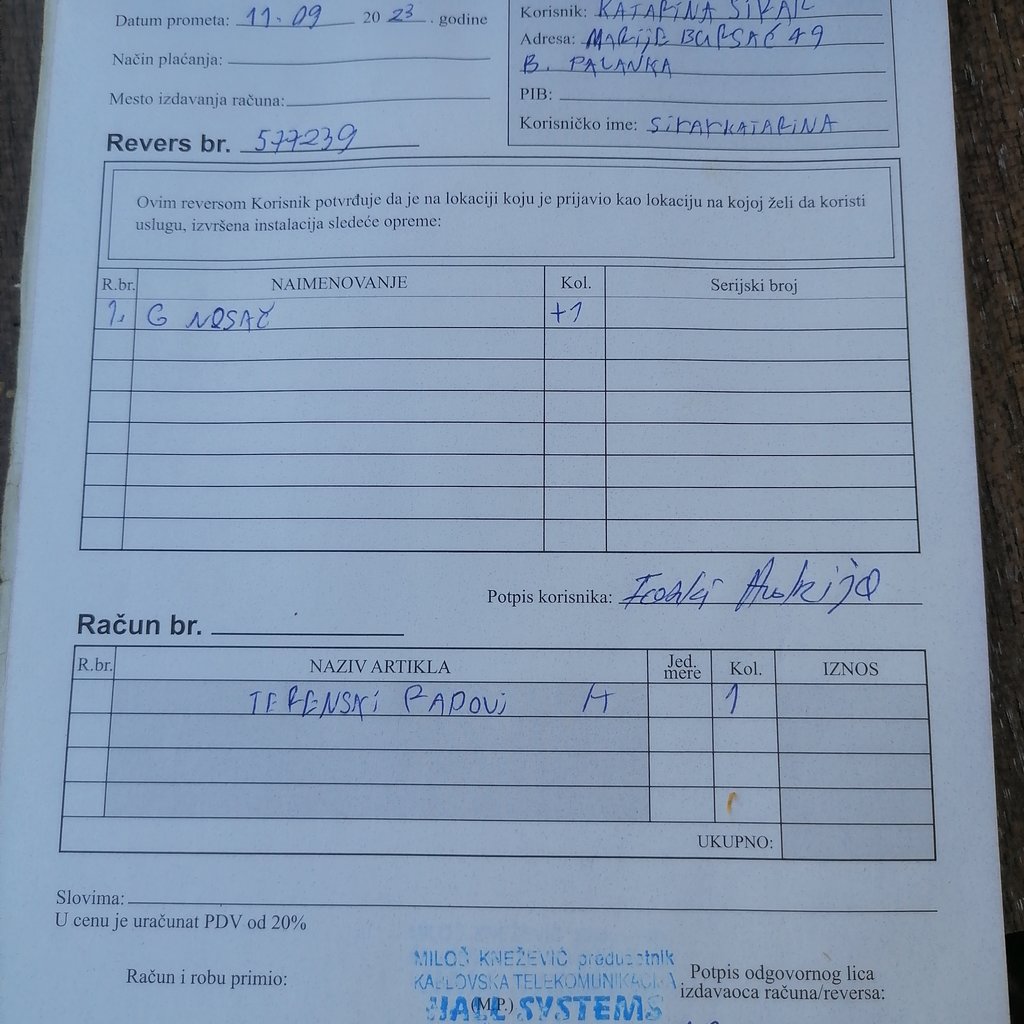 Datum prometa: 11.09 2023. godine
Način plaćanja:
Mesto izdavanja računa:
Revers br. 577239
Korisnik: KATARINA
Adresa: MARIJE BURSAĆ 49
B. PALANKA
PIB:
Korisničko ime:
Ovim reversom Korisnik potvrđuje da je na lokaciji koju je prijavio kao lokaciju na kojoj želi da koristi
uslugu, izvršena instalacija sledeće opreme:
R.br. NAIMENOVANJE Kol. Serijski broj
1. G NOSAČ +1
Potpis korisnika:
Račun br.
R.br. NAZIV ARTIKLA Jed. mere Kol. IZNOS
TERENSKI RADOVI H 1
UKUPNO:
Slovima:
U cenu je uračunat PDV od 20%
Račun i robu primio:
MILOŠ KNEŽEVIĆ preduzetnik
KARLOVSKA TELEKOMUNIKACIJA
(M.P.)
HALL SYSTEMS
Potpis odgovornog lica
izdavaoca računa/reversa: